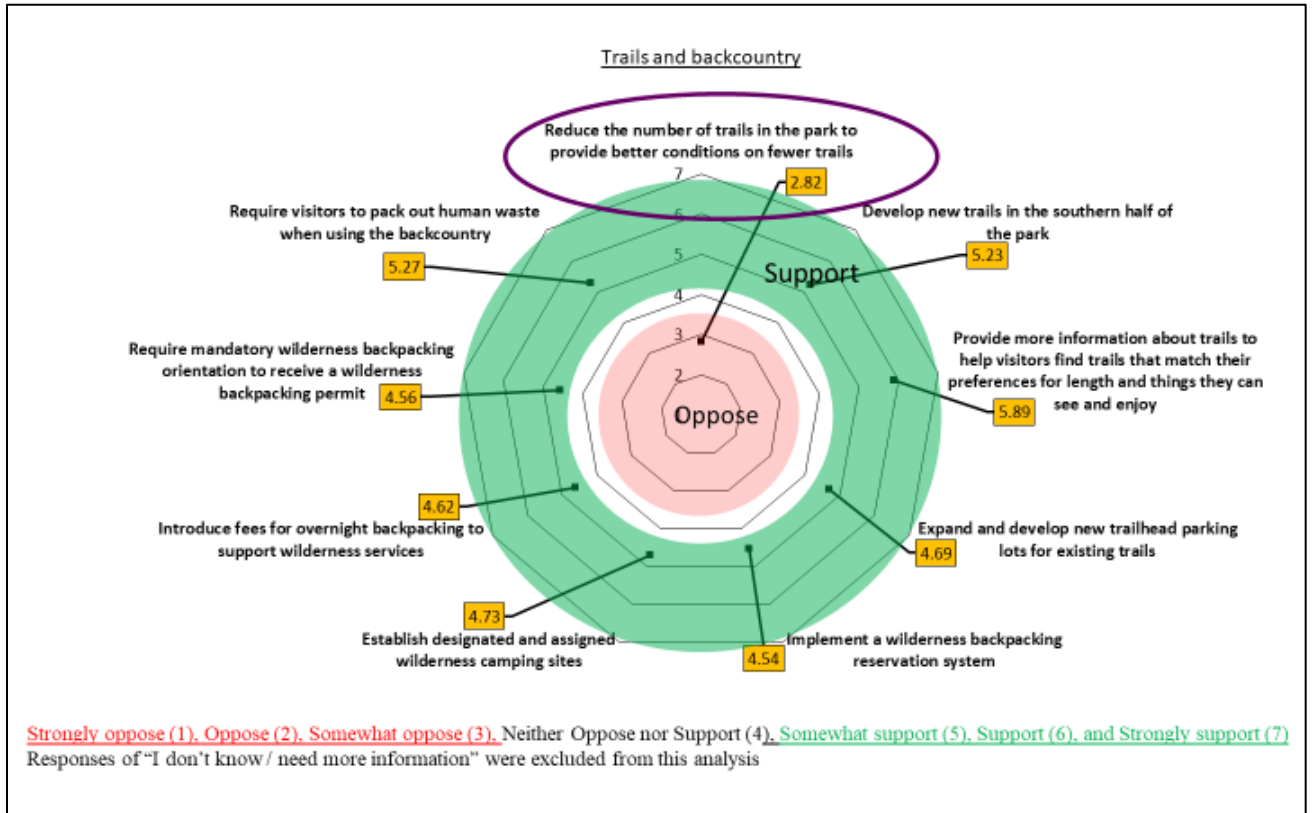 Trails and backcountry
Reduce the number of trails in the park to
provide better conditions on fewer trails
2.82
7
6
5
4
3
2
Require visitors to pack out human waste
when using the backcountry
5.27
Develop new trails in the southern half of
the park
5.23
Support
Require mandatory wilderness backpacking
orientation to receive a wilderness
backpacking permit
4.56
Provide more information about trails to
help visitors find trails that match their
preferences for length and things they can
see and enjoy
5.89
Oppose
4.62
Introduce fees for overnight backpacking to
support wilderness services
Expand and develop new trailhead parking
lots for existing trails
4.69
4.73
Establish designated and assigned
wilderness camping sites
Implement a wilderness backpacking
reservation system
4.54
Strongly oppose (1), Oppose (2), Somewhat oppose (3), Neither Oppose nor Support (4), Somewhat support (5), Support (6), and Strongly support (7)
Responses of “I don’t know / need more information” were excluded from this analysis